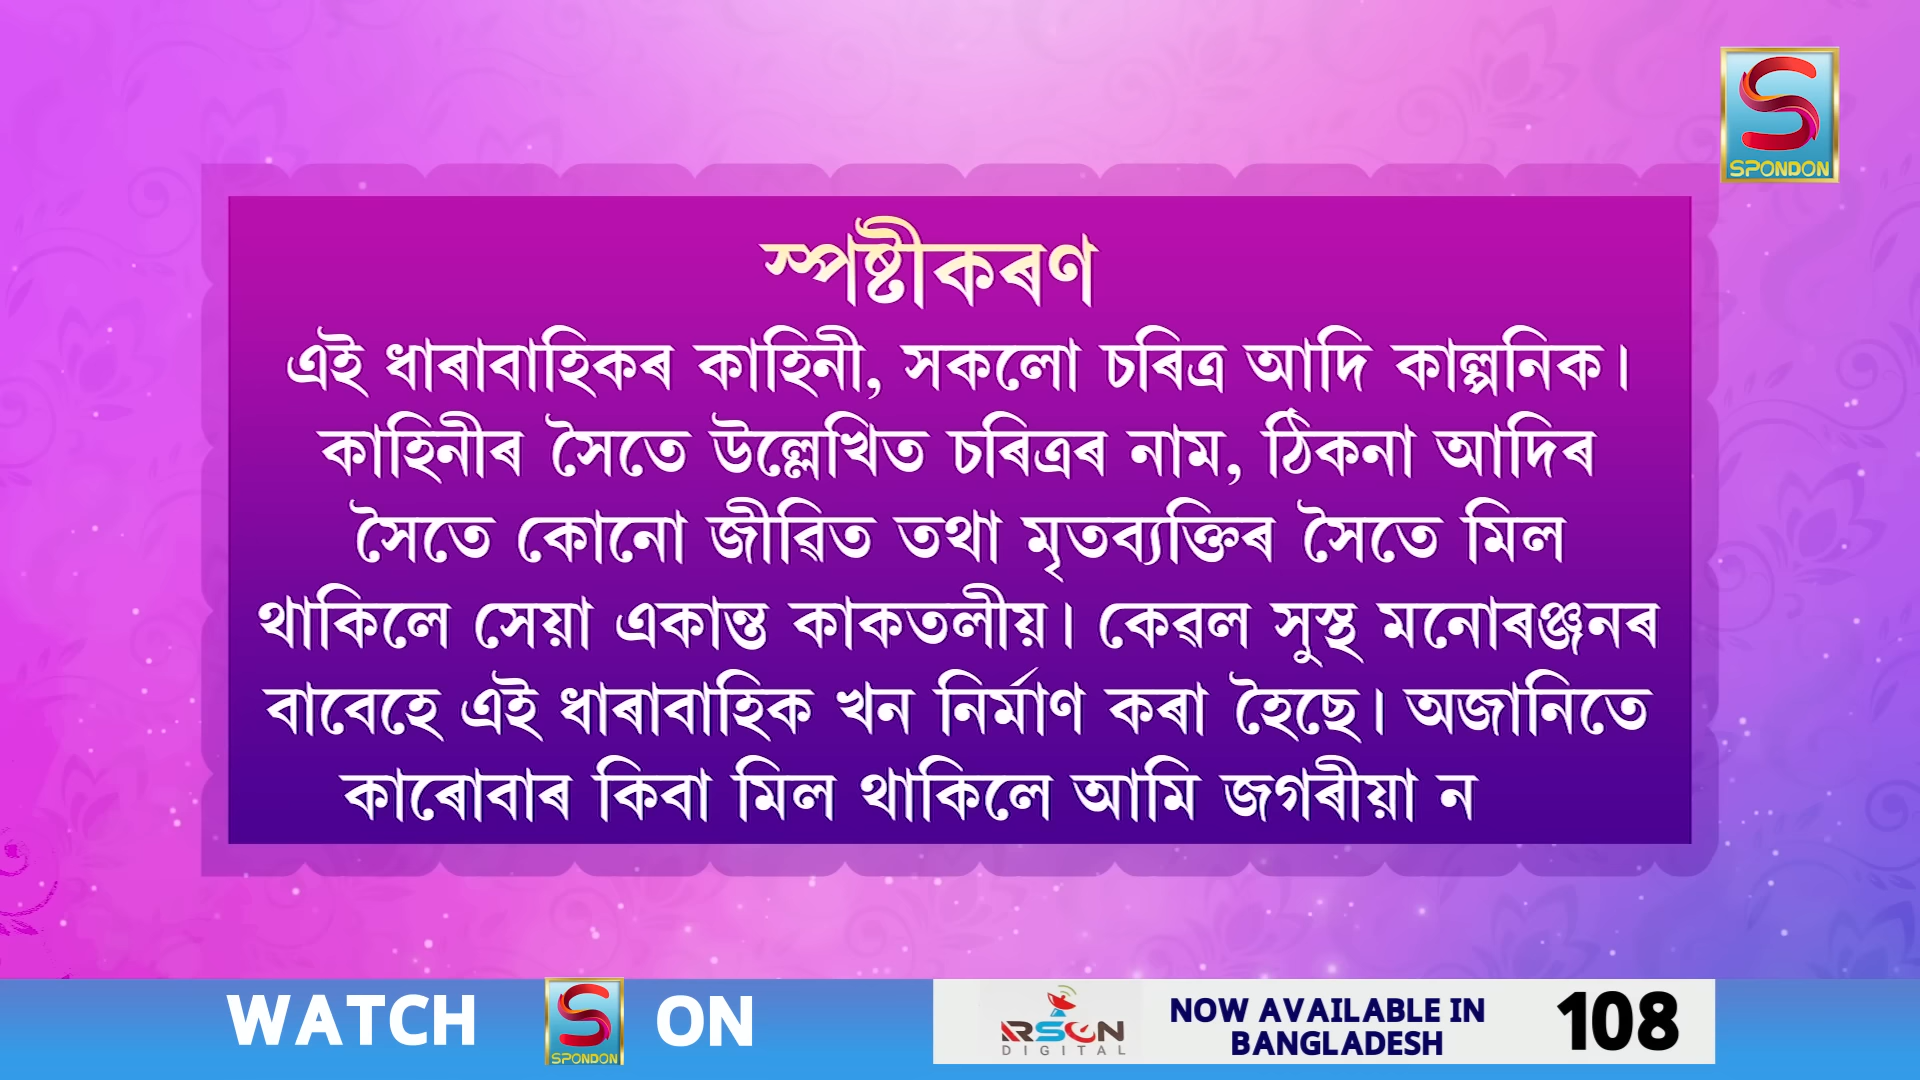 SPONDON
স্পষ্টীকৰণ
এই ধাৰাবাহিকৰ কাহিনী, সকলো চৰিত্ৰ আদি কাল্পনিক।
কাহিনীৰ সৈতে উল্লেখিত চৰিত্ৰৰ নাম, ঠিকনা আদিৰ
সৈতে কোনো জীৱিত তথা মৃতব্যক্তিৰ সৈতে মিল
থাকিলে সেয়া একান্ত কাকতলীয়। কেৱল সুস্থ মনোৰঞ্জনৰ
বাবেহে এই ধাৰাবাহিক খন নিৰ্মাণ কৰা হৈছে। অজানিতে
কাৰোবাৰ কিবা মিল থাকিলে আমি জগৰীয়া ন
WATCH SPONDON ON
RSCN DIGITAL
NOW AVAILABLE IN
BANGLADESH
108